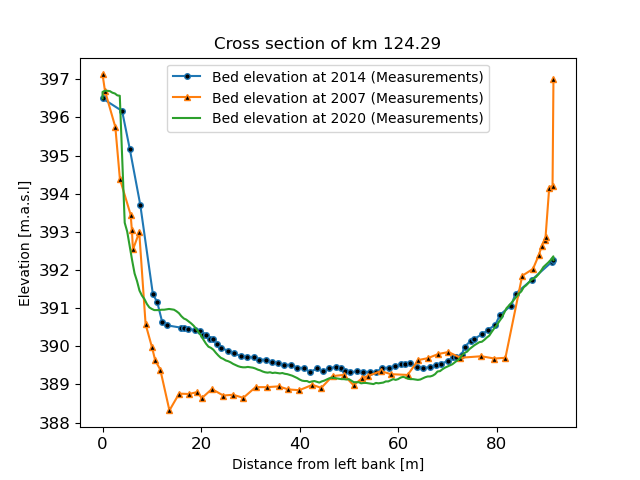 Cross section of km 124.29
Bed elevation at 2014 (Measurements)
Bed elevation at 2007 (Measurements)
Bed elevation at 2020 (Measurements)
Elevation [m.a.s.l]
397
396
395
394
393
392
391
390
389
388
0 20 40 60 80
Distance from left bank [m]